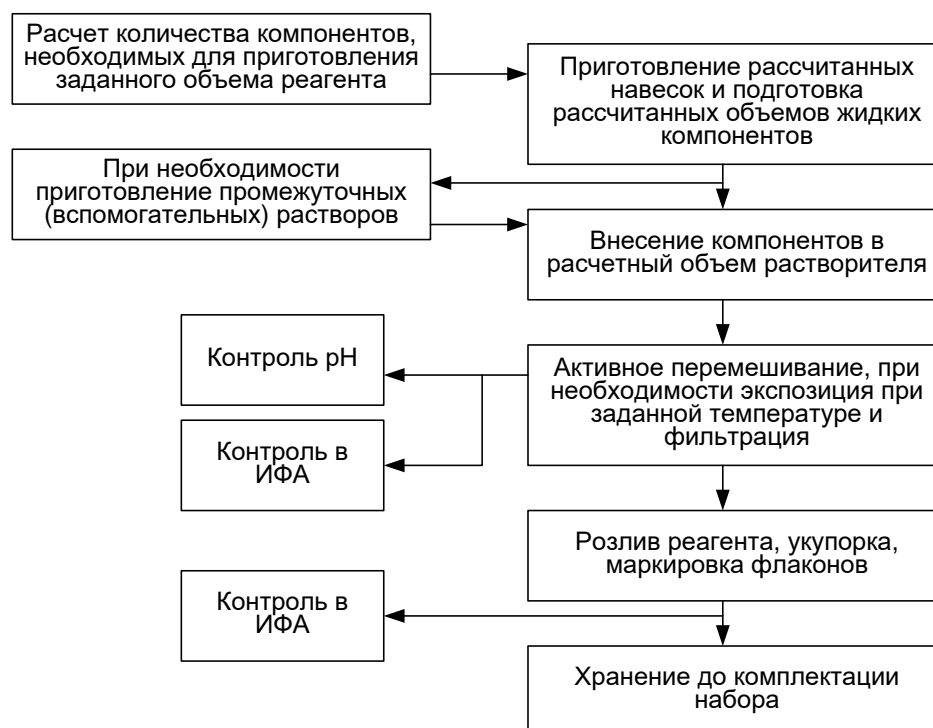 Расчет количества компонентов,
необходимых для приготовления
заданного объема реагента
Приготовление рассчитанных
навесок и подготовка
рассчитанных объемов жидких
компонентов
При необходимости
приготовление промежуточных
(вспомогательных) растворов
Внесение компонентов в
расчетный объем растворителя
Контроль pH
Активное перемешивание, при
необходимости экспозиция при
заданной температуре и
фильтрация
Контроль в
ИФА
Розлив реагента, укупорка,
маркировка флаконов
Контроль в
ИФА
Хранение до комплектации
набора